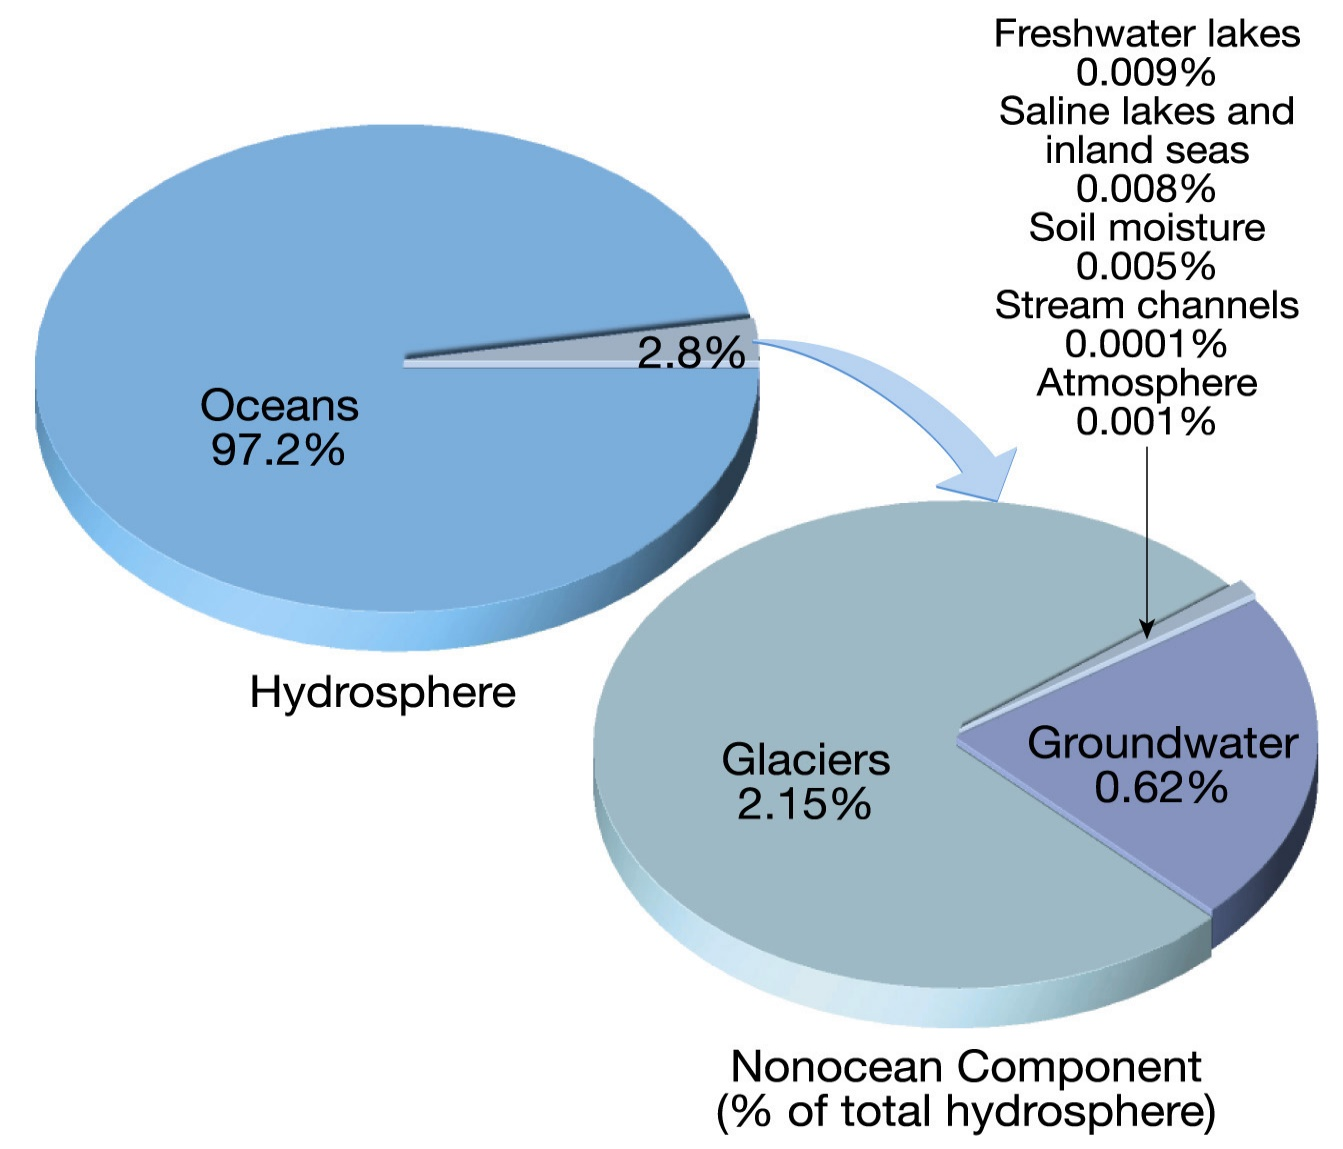 Freshwater lakes
0.009%
Saline lakes and
inland seas
0.008%
Soil moisture
0.005%
Stream channels
0.0001%
Atmosphere
0.001%
2.8%
Oceans
97.2%
Hydrosphere
Glaciers
2.15%
Groundwater
0.62%
Nonocean Component
(% of total hydrosphere)